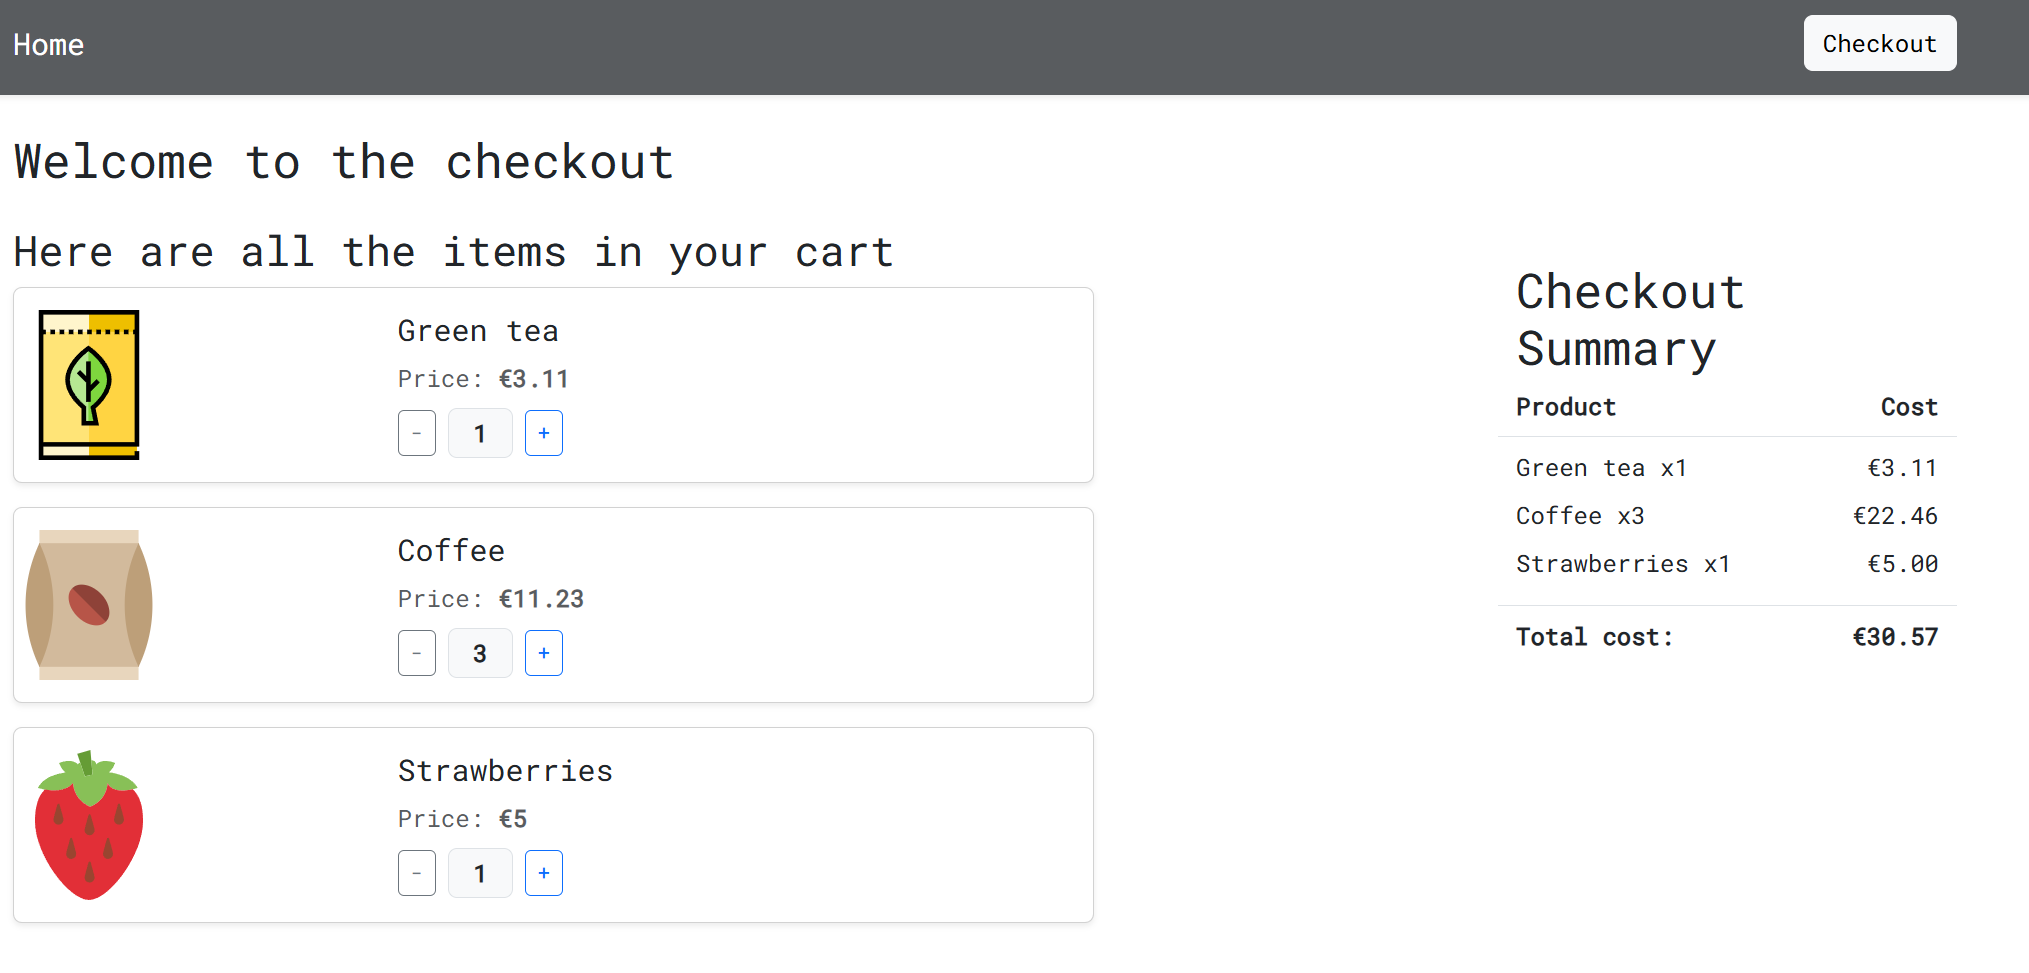 Home
Checkout
Welcome to the checkout
Here are all the items in your cart
Green tea
Price: €3.11
- 1 +
Coffee
Price: €11.23
- 3 +
Strawberries
Price: €5
- 1 +
Checkout
Summary
Product Cost
Green tea x1 €3.11
Coffee x3 €22.46
Strawberries x1 €5.00
Total cost: €30.57